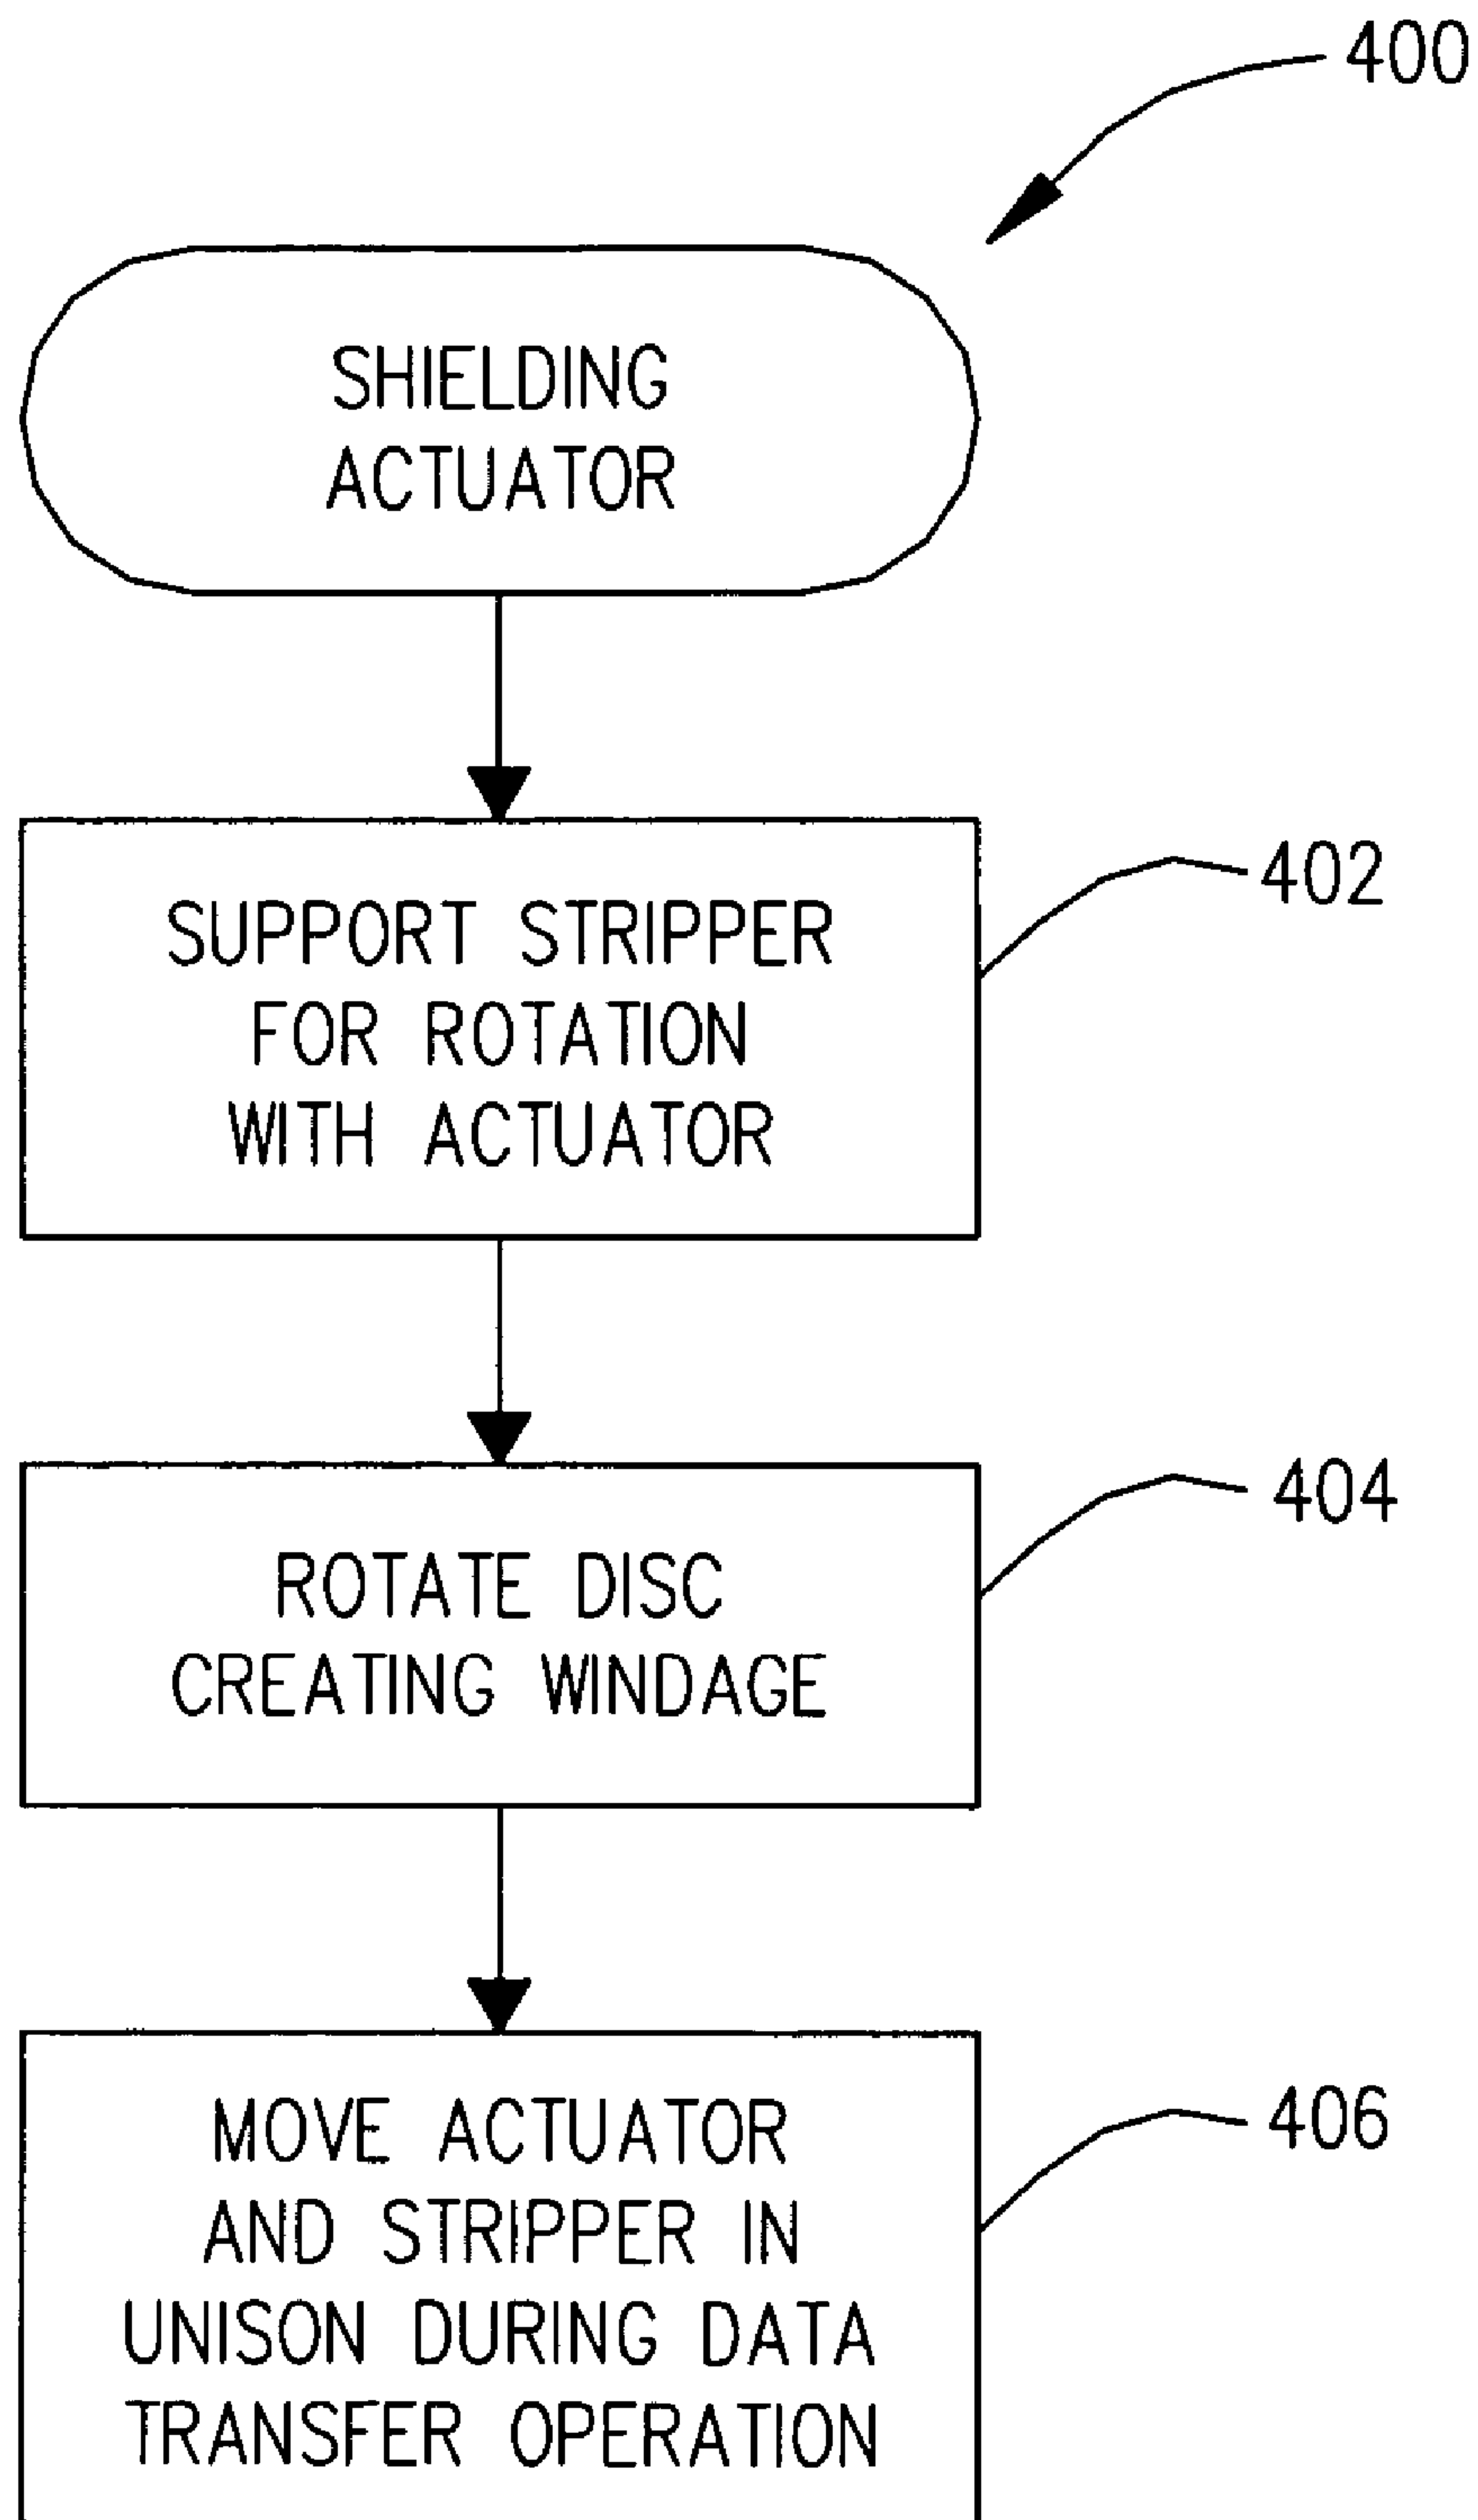 400
SHIELDING
ACTUATOR
402
SUPPORT STRIPPER
FOR ROTATION
WITH ACTUATOR
404
ROTATE DISC
CREATING WINDAGE
406
MOVE ACTUATOR
AND STRIPPER IN
UNISON DURING DATA
TRANSFER OPERATION